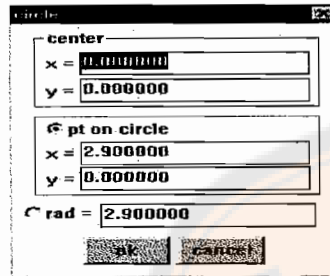 circle
center
x = 0.000000
y = 0.000000
pt on circle
x = 2.900000
y = 0.000000
rad = 2.900000
ok cancel